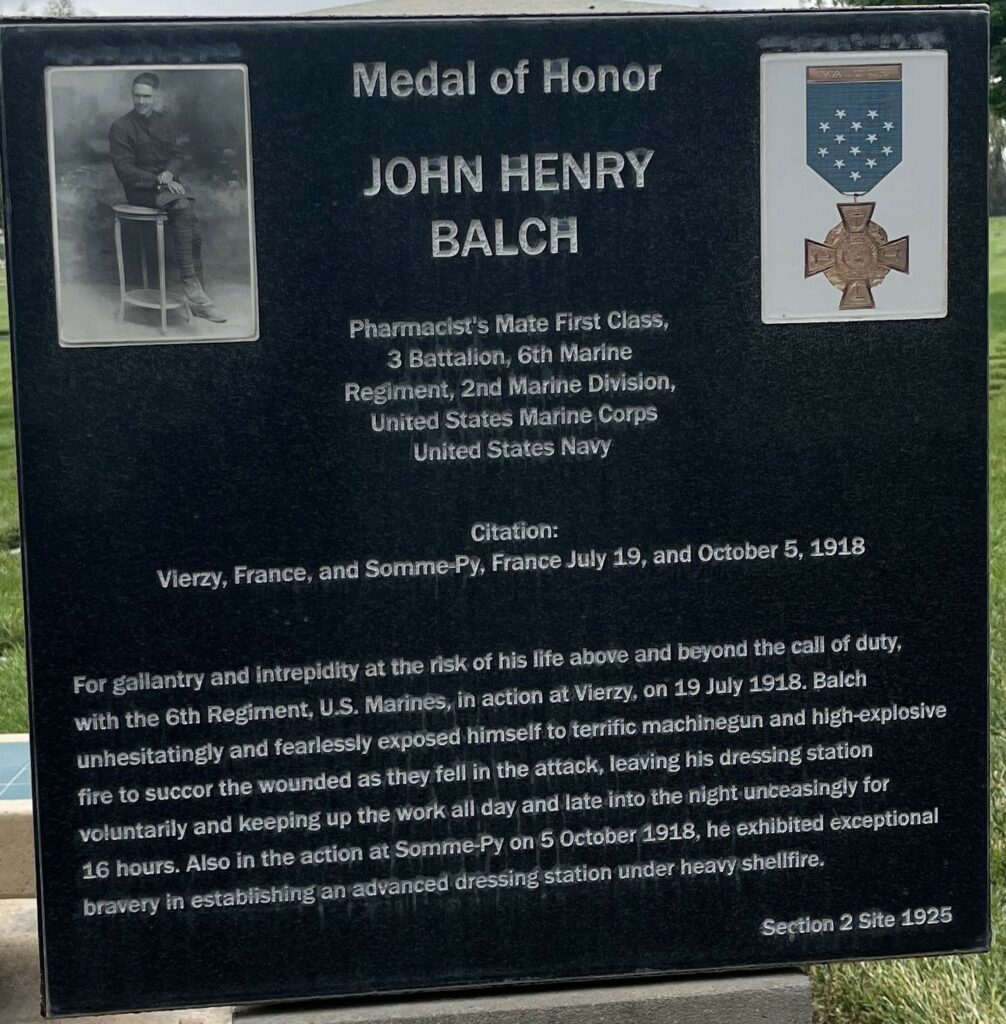 Medal of Honor
VALOUR
JOHN HENRY
BALCH
Pharmacist's Mate First Class,
3 Battalion, 6th Marine
Regiment, 2nd Marine Division,
United States Marine Corps
United States Navy
Citation:
Vierzy, France, and Somme-Py, France July 19, and October 5, 1918
For gallantry and intrepidity at the risk of his life above and beyond the call of duty,
with the 6th Regiment, U.S. Marines, in action at Vierzy, on 19 July 1918. Balch
unhesitatingly and fearlessly exposed himself to terrific machinegun and high-explosive
fire to succor the wounded as they fell in the attack, leaving his dressing station
voluntarily and keeping up the work all day and late into the night unceasingly for
16 hours. Also in the action at Somme-Py on 5 October 1918, he exhibited exceptional
bravery in establishing an advanced dressing station under heavy shellfire.
Section 2 Site 1925